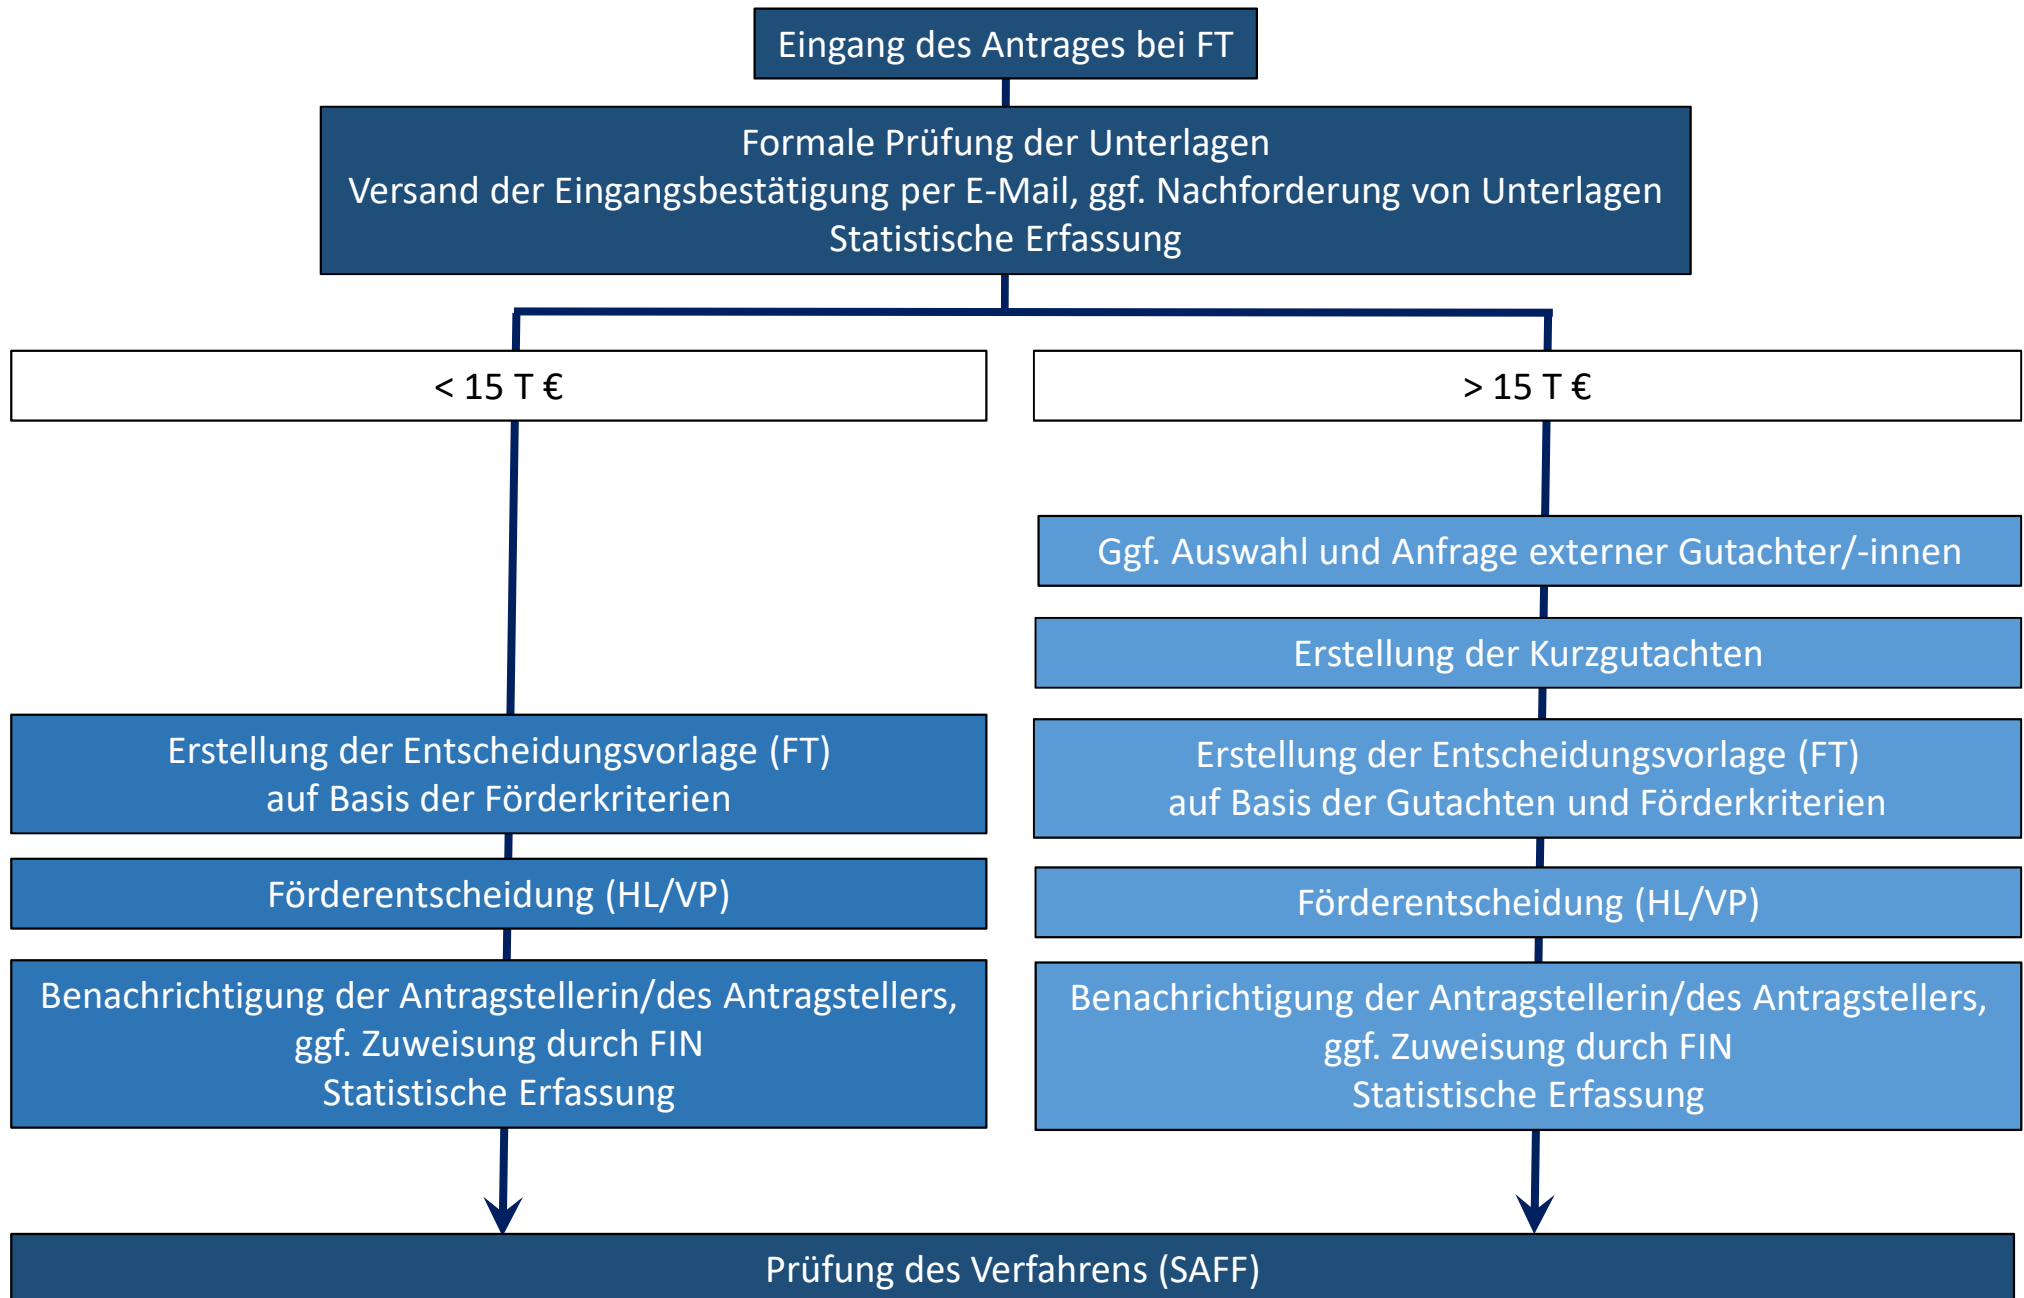 Eingang des Antrages bei FT
Formale Prüfung der Unterlagen
Versand der Eingangsbestätigung per E-Mail, ggf. Nachforderung von Unterlagen
Statistische Erfassung
< 15 T €
> 15 T €
Ggf. Auswahl und Anfrage externer Gutachter/-innen
Erstellung der Kurzgutachten
Erstellung der Entscheidungsvorlage (FT)
auf Basis der Förderkriterien
Erstellung der Entscheidungsvorlage (FT)
auf Basis der Gutachten und Förderkriterien
Förderentscheidung (HL/VP)
Förderentscheidung (HL/VP)
Benachrichtigung der Antragstellerin/des Antragstellers,
ggf. Zuweisung durch FIN
Statistische Erfassung
Benachrichtigung der Antragstellerin/des Antragstellers,
ggf. Zuweisung durch FIN
Statistische Erfassung
Prüfung des Verfahrens (SAFF)